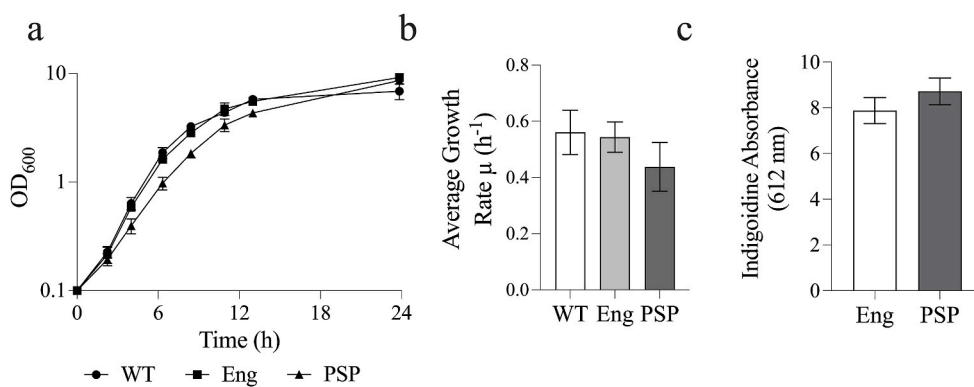 a
b
c
10
1
0.1
OD600
0
6
12
18
24
Time (h)
WT
Eng
PSP
0.8
0.6
0.4
0.2
0.0
Average Growth
Rate μ (h-1)
WT
Eng
PSP
10
8
6
4
2
0
Indigoidine Absorbance
(612 nm)
Eng
PSP